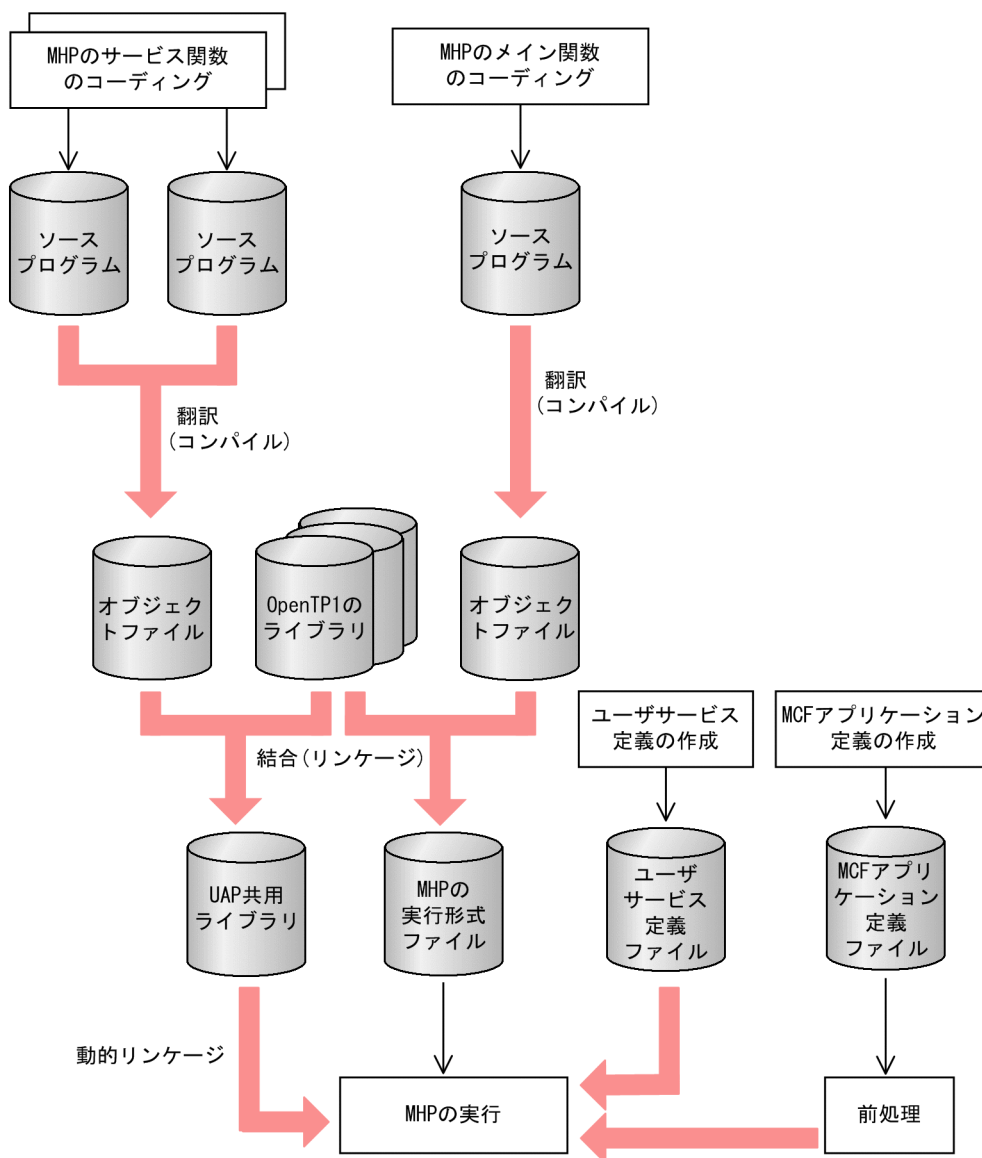 MHPのサービス関数
のコーディング
MHPのメイン関数
のコーディング
ソース
プログラム
ソース
プログラム
ソース
プログラム
翻訳
(コンパイル)
翻訳
(コンパイル)
オブジェク
トファイル
OpenTP1の
ライブラリ
オブジェク
トファイル
ユーザサービス
定義の作成
MCFアプリケーション
定義の作成
結合(リンケージ)
UAP共用
ライブラリ
MHPの
実行形式
ファイル
ユーザ
サービス
定義
ファイル
MCFアプリ
ケーション
定義
ファイル
動的リンケージ
MHPの実行
前処理